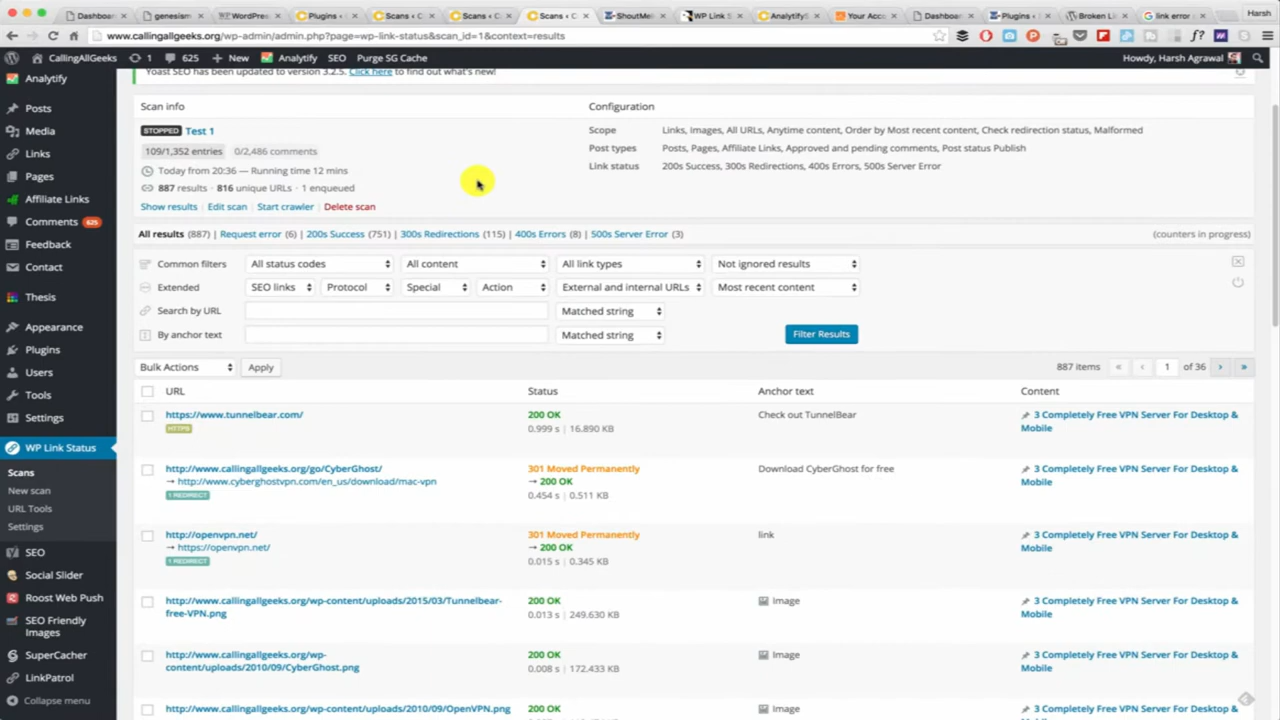 Dashboar
genesism
WordPres
Plugins ‹
Scans ‹ C
Scans ‹ C
Scans ‹ C
ShoutMel
WP Link S
Analytify
Your Acco
Dashboar
Plugins ‹
Broken Li
link error
Harsh
www.callingallgeeks.org/wp-admin/admin.php?page=wp-link-status&scan_id=1&context=results
CallingAllGeeks 1 625 New Analytify SEO Purge SG Cache Howdy, Harsh Agrawal
Yoast SEO has been updated to version 3.2.5. Click here to find out what's new!
Analytify
Posts
Media
Links
Pages
Affiliate Links
Comments 625
Feedback
Contact
Thesis
Appearance
Plugins
Users
Tools
Settings
WP Link Status
Scans
New scan
URL Tools
Settings
SEO
Social Slider
Roost Web Push
SEO Friendly
Images
SuperCacher
LinkPatrol
Collapse menu
Scan info
STOPPED Test 1
109/1,352 entries 0/2,486 comments
Today from 20:36 — Running time 12 mins
887 results · 816 unique URLs · 1 enqueued
Show results | Edit scan | Start crawler | Delete scan
Configuration
Scope Links, Images, All URLs, Anytime content, Order by Most recent content, Check redirection status, Malformed
Post types Posts, Pages, Affiliate Links, Approved and pending comments, Post status Publish
Link status 200s Success, 300s Redirections, 400s Errors, 500s Server Error
All results (887) | Request error (6) | 200s Success (751) | 300s Redirections (115) | 400s Errors (8) | 500s Server Error (3) (counters in progress)
Common filters All status codes All content All link types Not ignored results
Extended SEO links Protocol Special Action External and internal URLs Most recent content
Search by URL Matched string
By anchor text Matched string Filter Results
Bulk Actions Apply 887 items « ‹ 1 of 36 › »
URL Status Anchor text Content
https://www.tunnelbear.com/ 200 OK Check out TunnelBear 3 Completely Free VPN Server For Desktop &
HTTPS 0.999 s | 16.890 KB Mobile
http://www.callingallgeeks.org/go/CyberGhost/ 301 Moved Permanently Download CyberGhost for free 3 Completely Free VPN Server For Desktop &
→ http://www.cyberghostvpn.com/en_us/download/mac-vpn → 200 OK Mobile
1 REDIRECT 0.454 s | 0.511 KB
http://openvpn.net/ 301 Moved Permanently link 3 Completely Free VPN Server For Desktop &
→ https://openvpn.net/ → 200 OK Mobile
1 REDIRECT 0.015 s | 0.345 KB
http://www.callingallgeeks.org/wp-content/uploads/2015/03/Tunnelbear- 200 OK Image 3 Completely Free VPN Server For Desktop &
free-VPN.png 0.013 s | 249.630 KB Mobile
http://www.callingallgeeks.org/wp- 200 OK Image 3 Completely Free VPN Server For Desktop &
content/uploads/2010/09/CyberGhost.png 0.008 s | 172.433 KB Mobile
http://www.callingallgeeks.org/wp-content/uploads/2010/09/OpenVPN.png 200 OK Image 3 Completely Free VPN Server For Desktop &